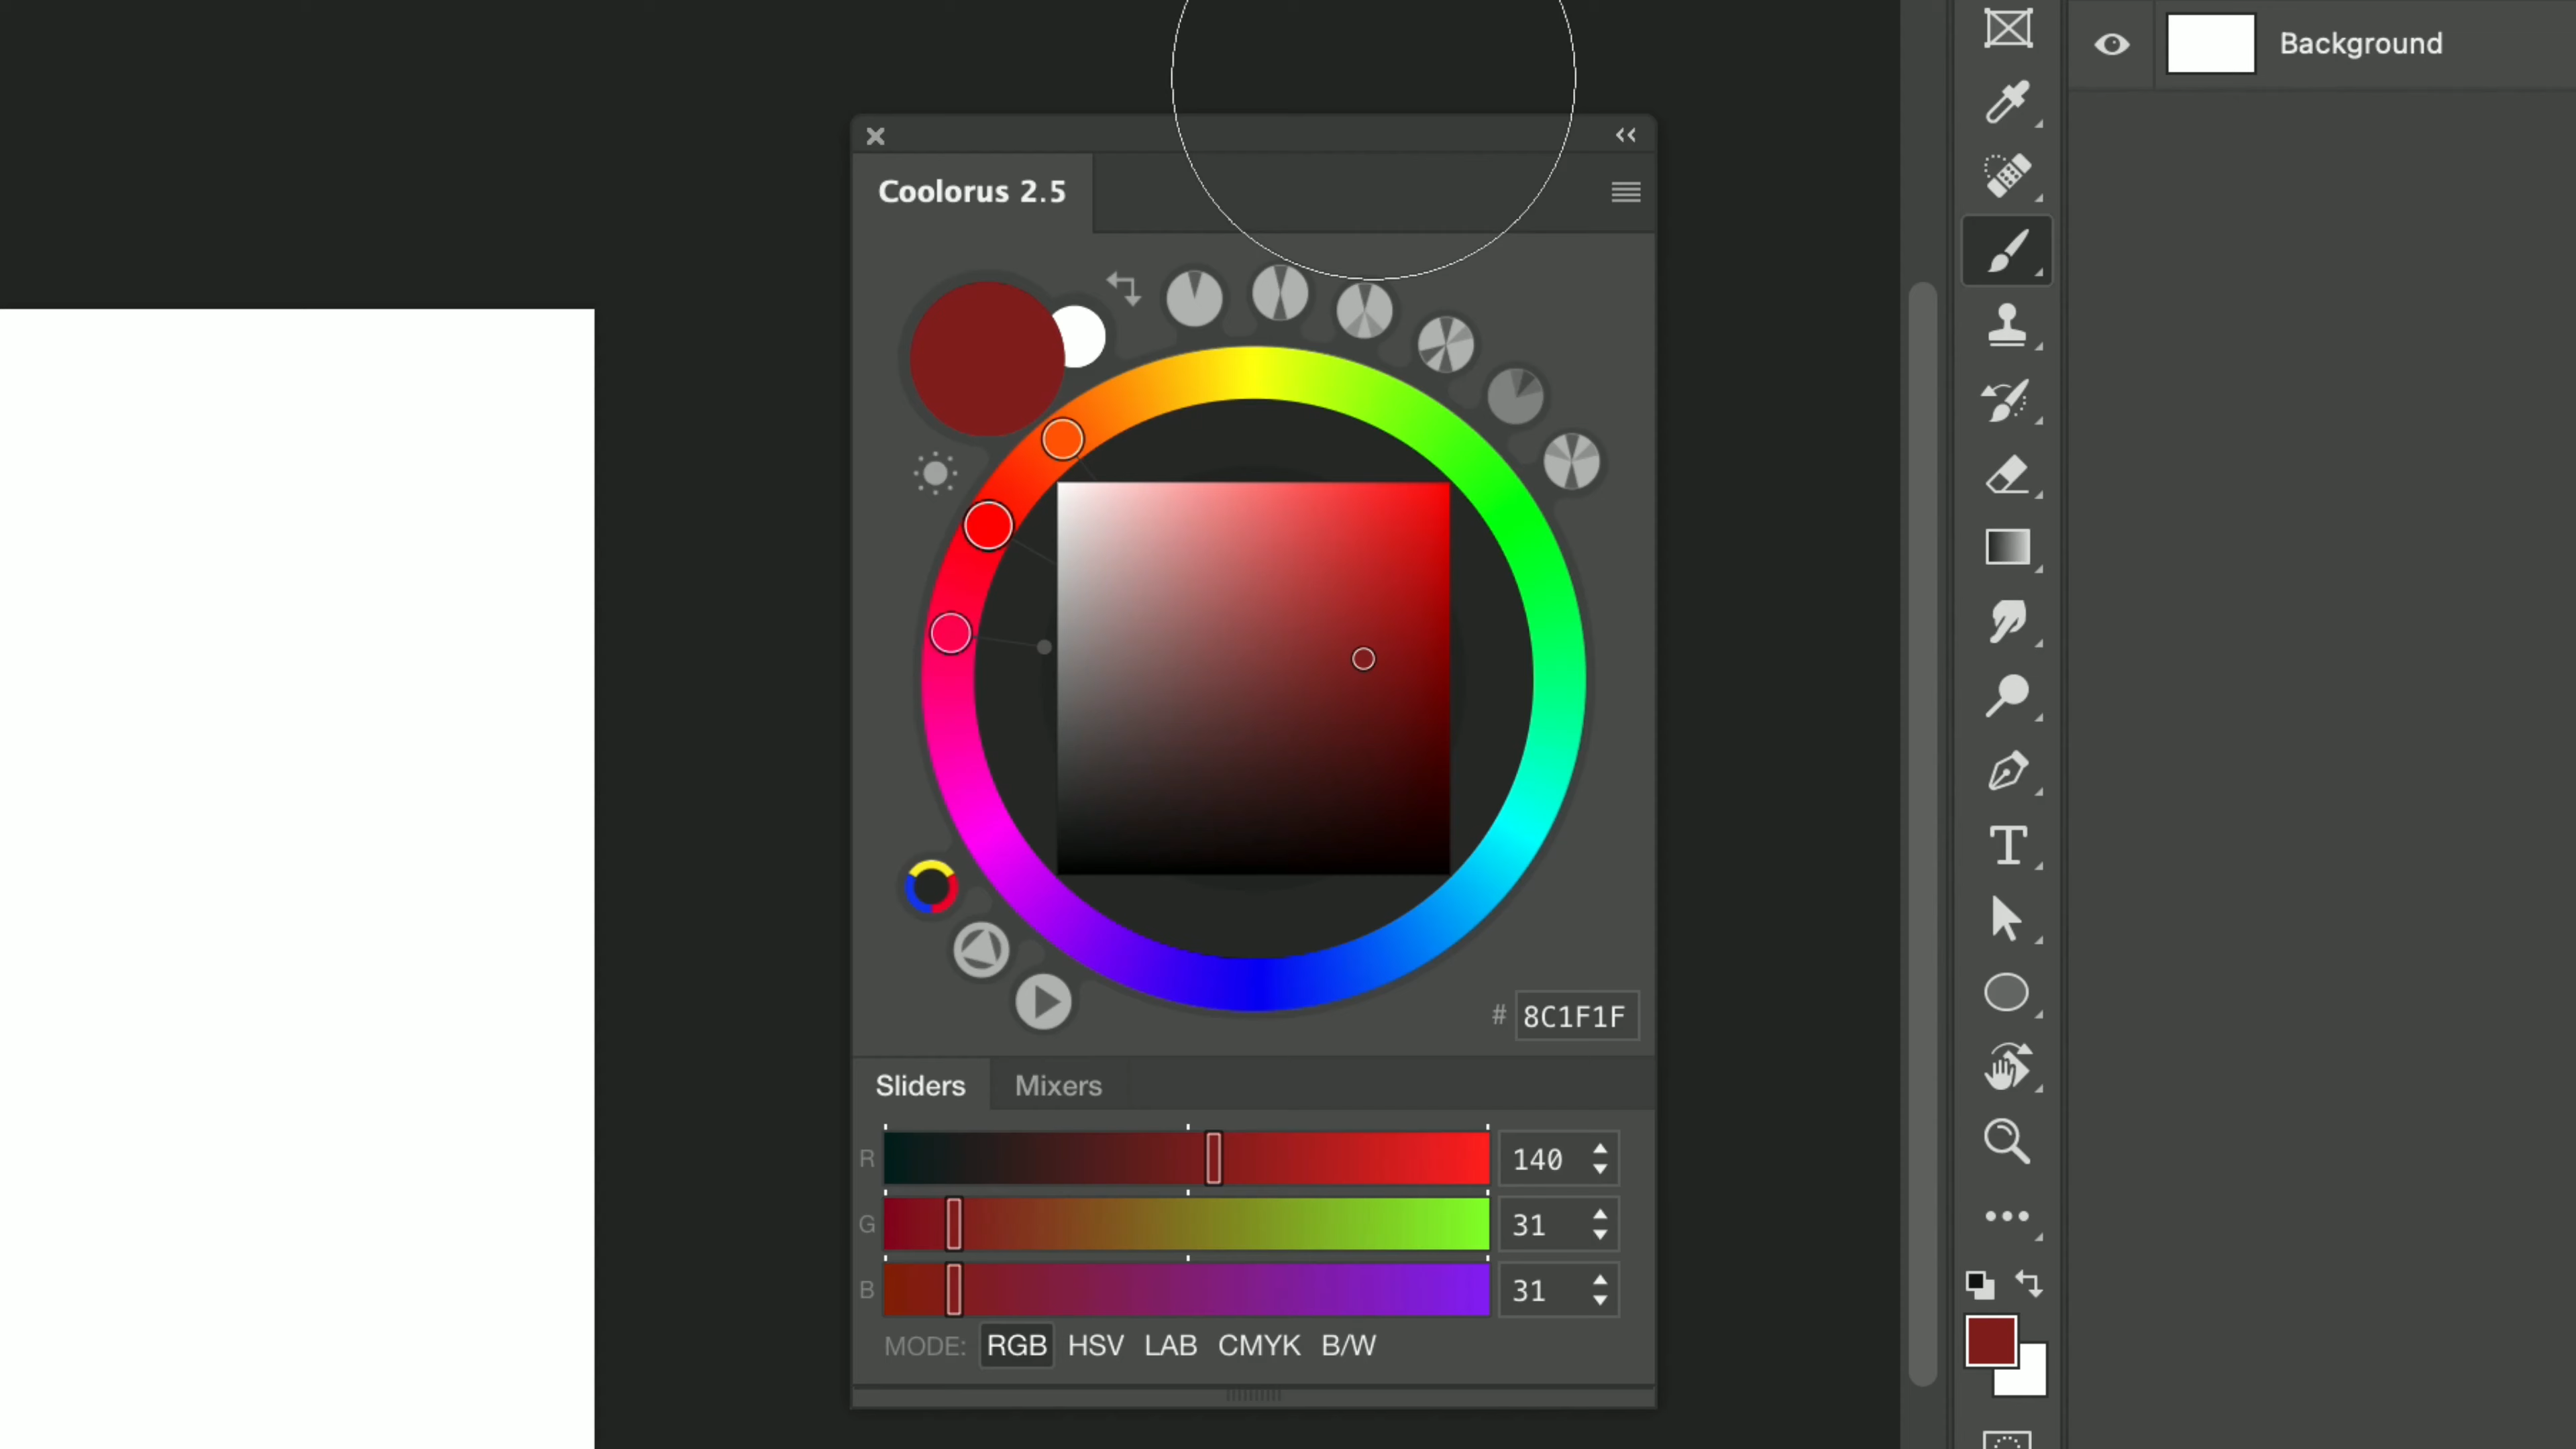 Background
Coolorus 2.5
# 8C1F1F
Sliders Mixers
R 140
G 31
B 31
MODE: RGB HSV LAB CMYK B/W